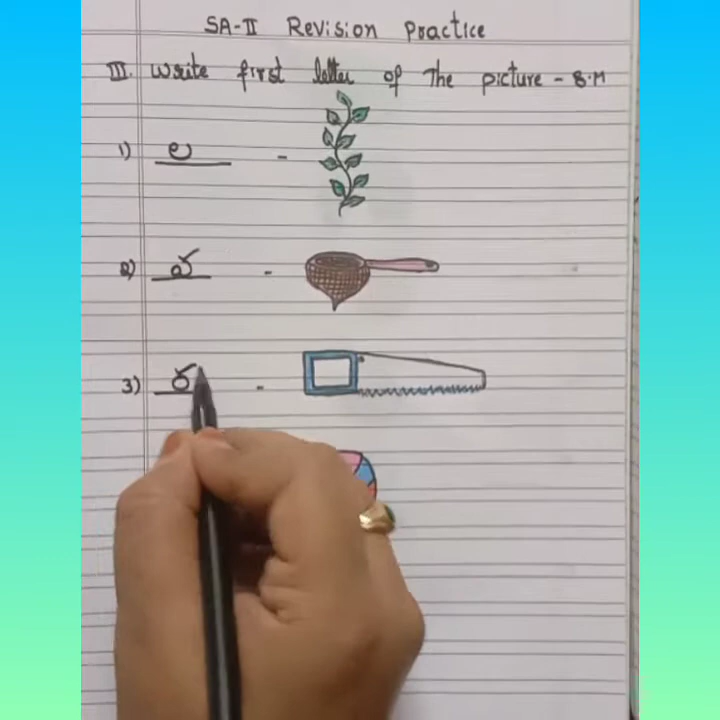 SA-II Revision Practice
III. Write first letter of The picture - 8.M
1) ల -
2) వ -
3) ర -